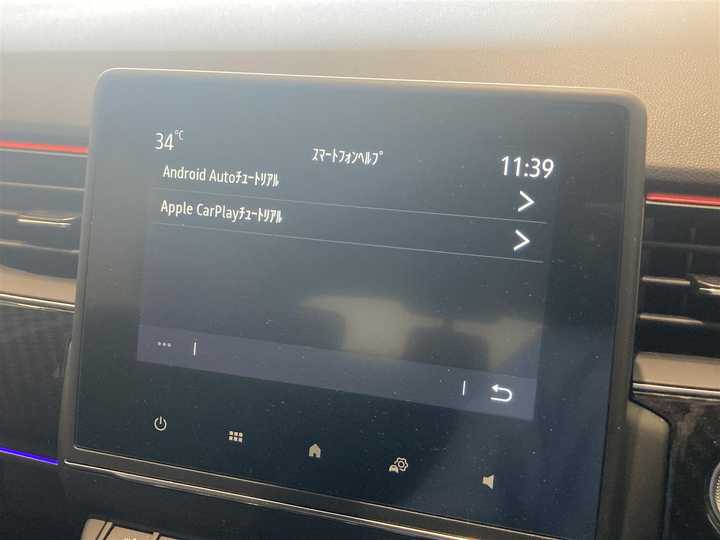 34℃
ｽﾏｰﾄﾌｫﾝﾍﾙﾌﾟ
11:39
Android Autoﾁｭｰﾄﾘｱﾙ
Apple CarPlayﾁｭｰﾄﾘｱﾙ